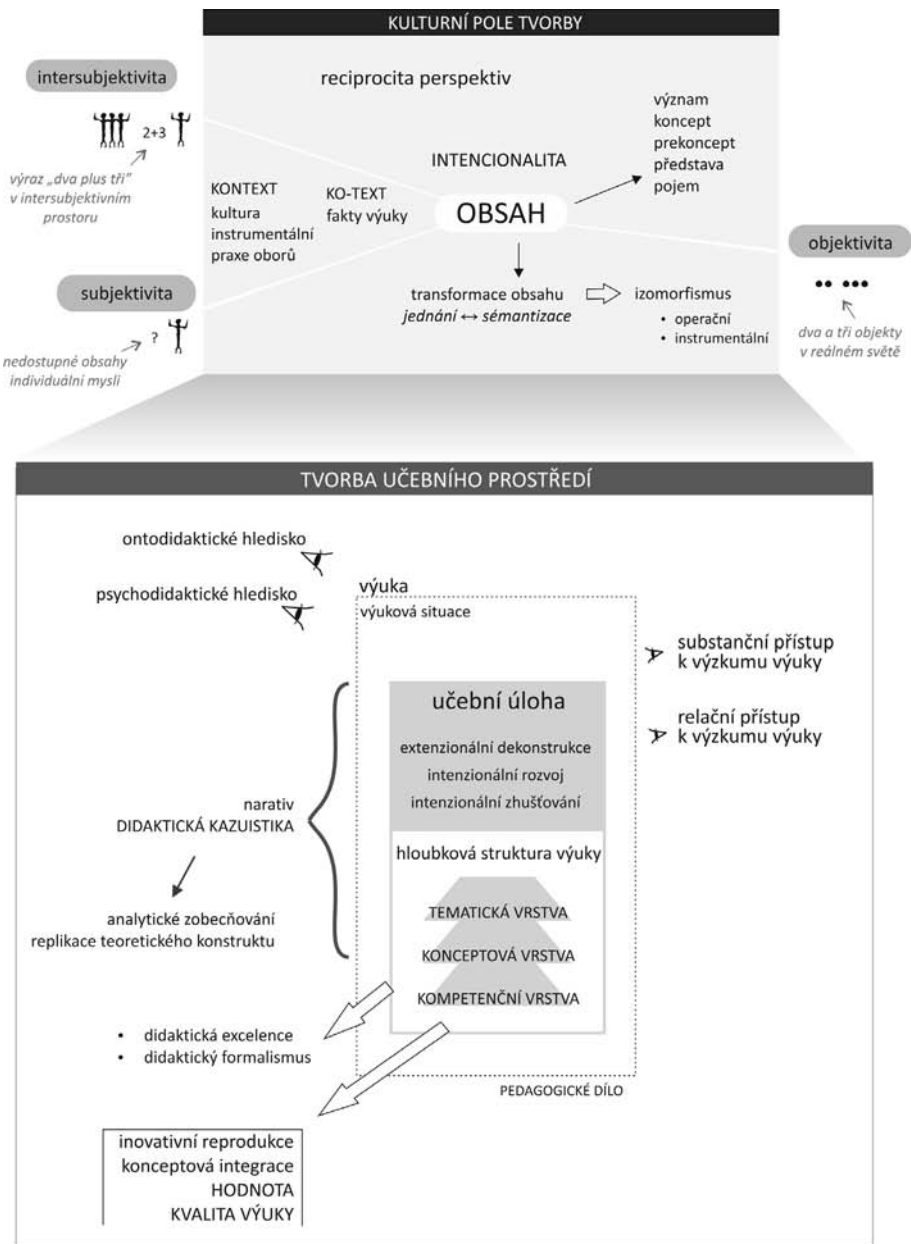 KULTURNÍ POLE TVORBY
intersubjektivita
2+3
výraz „dva plus tři"
v intersubjektivním
prostoru
reciprocita perspektiv
význam
koncept
prekoncept
představa
pojem
INTENCIONALITA
OBSAH
KONTEXT
kultura
instrumentální
praxe oborů
KO-TEXT
fakty výuky
objektivita
dva a tři objekty
v reálném světě
subjektivita
?
nedostupné obsahy
individuální mysli
transformace obsahu
jednání ↔ sémantizace
izomorfismus
• operační
• instrumentální
TVORBA UČEBNÍHO PROSTŘEDÍ
ontodidaktické hledisko
psychodidaktické hledisko
výuka
výuková situace
substanční přístup
k výzkumu výuky
relační přístup
k výzkumu výuky
učební úloha
extenzionální dekonstrukce
intenzionální rozvoj
intenzionální zhušťování
narativ
DIDAKTICKÁ KAZUISTIKA
hloubková struktura výuky
TEMATICKÁ VRSTVA
KONCEPTOVÁ VRSTVA
KOMPETENČNÍ VRSTVA
analytické zobecňování
replikace teoretického konstruktu
• didaktická excelence
• didaktický formalismus
PEDAGOGICKÉ DÍLO
inovativní reprodukce
konceptová integrace
HODNOTA
KVALITA VÝUKY